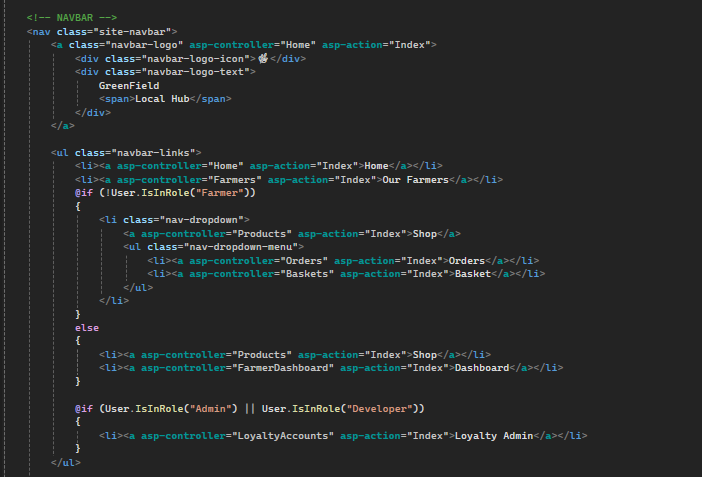 <!-- NAVBAR -->
<nav class="site-navbar">
<a class="navbar-logo" asp-controller="Home" asp-action="Index">
<div class="navbar-logo-icon">🌾</div>
<div class="navbar-logo-text">
GreenField
<span>Local Hub</span>
</div>
</a>
<ul class="navbar-links">
<li><a asp-controller="Home" asp-action="Index">Home</a></li>
<li><a asp-controller="Farmers" asp-action="Index">Our Farmers</a></li>
@if (!User.IsInRole("Farmer"))
{
<li class="nav-dropdown">
<a asp-controller="Products" asp-action="Index">Shop</a>
<ul class="nav-dropdown-menu">
<li><a asp-controller="Orders" asp-action="Index">Orders</a></li>
<li><a asp-controller="Baskets" asp-action="Index">Basket</a></li>
</ul>
</li>
}
else
{
<li><a asp-controller="Products" asp-action="Index">Shop</a></li>
<li><a asp-controller="FarmerDashboard" asp-action="Index">Dashboard</a></li>
}
@if (User.IsInRole("Admin") || User.IsInRole("Developer"))
{
<li><a asp-controller="LoyaltyAccounts" asp-action="Index">Loyalty Admin</a></li>
}
</ul>